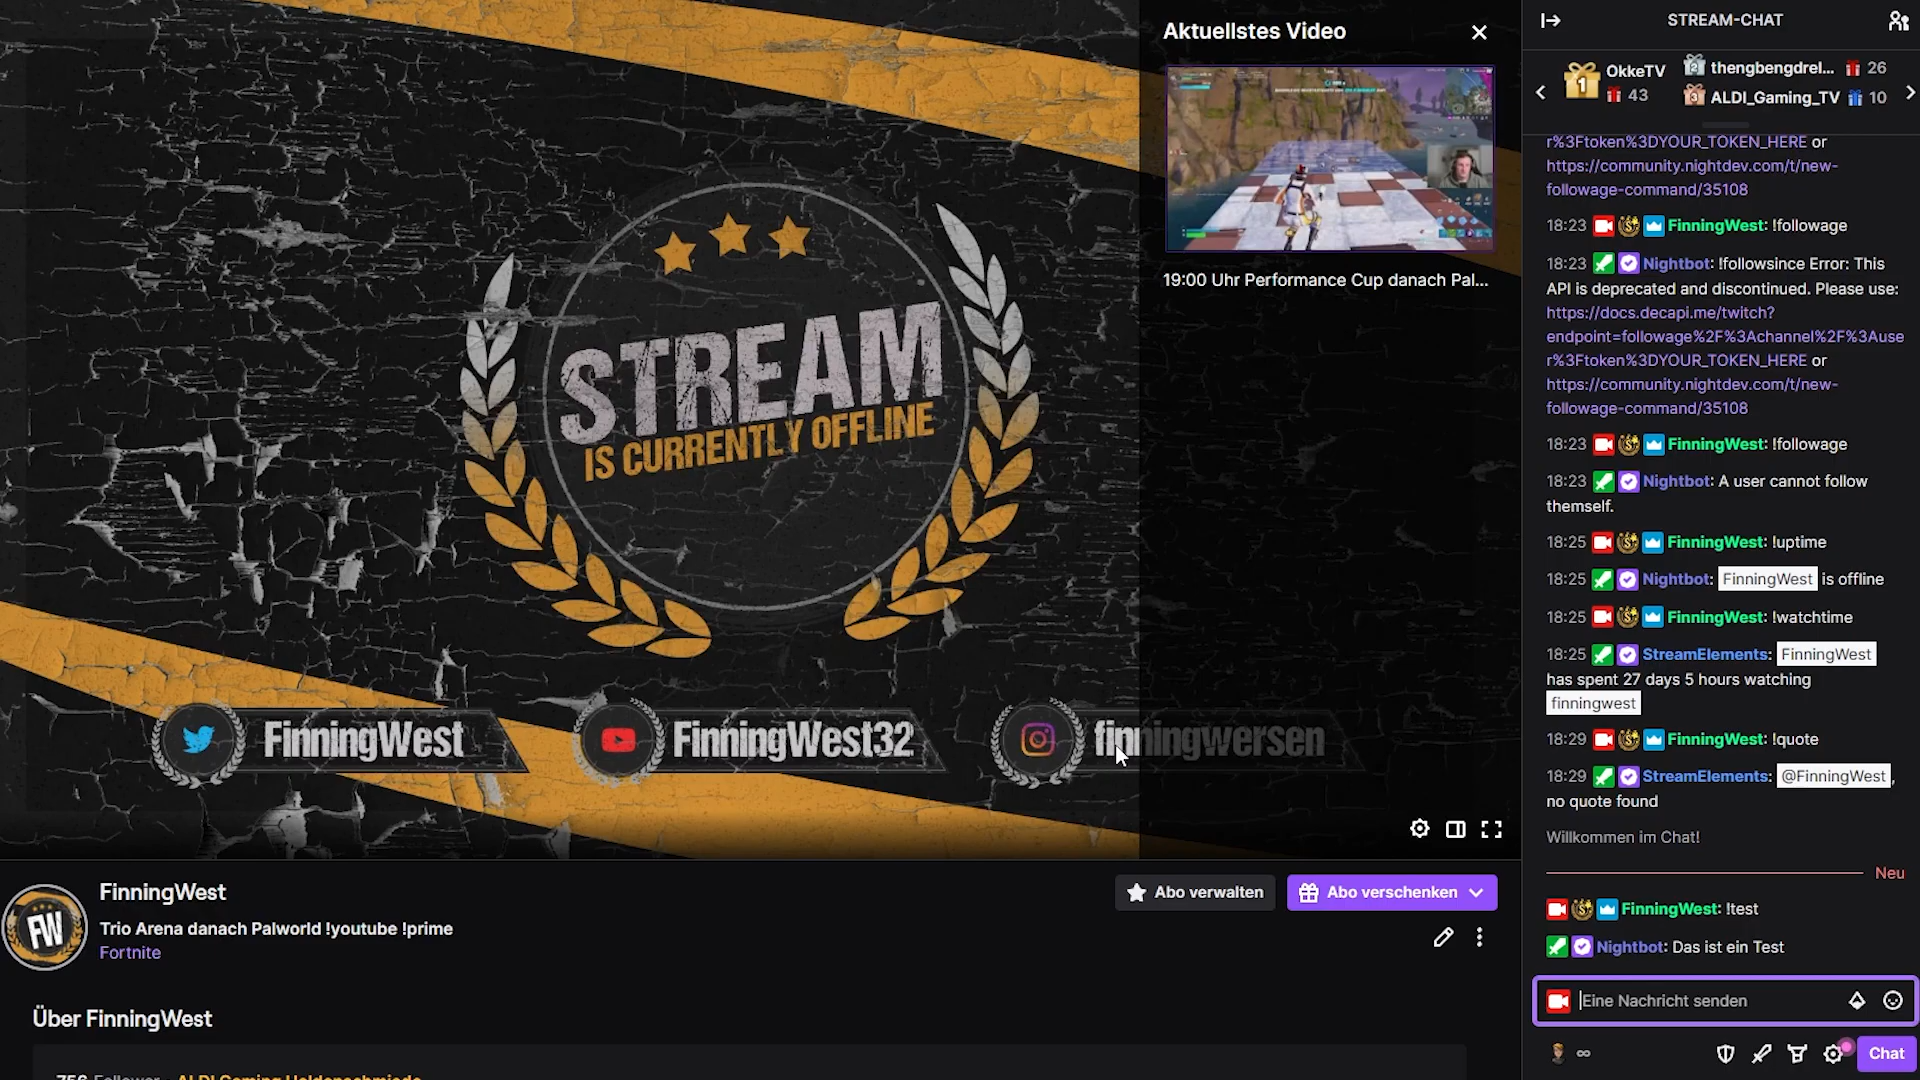 STREAM
IS CURRENTLY OFFLINE
FinningWest
FinningWest32
finningwersen
Aktuellstes Video
19:00 Uhr Performance Cup danach Pal...
FinningWest
Trio Arena danach Palworld !youtube !prime
Fortnite
Abo verwalten
Abo verschenken
Über FinningWest
FW
STREAM-CHAT
1
OkkeTV
43
2
thengbengdrel...
26
3
ALDI_Gaming_TV
10
r%3Ftoken%3DYOUR_TOKEN_HERE or
https://community.nightdev.com/t/new-
followage-command/35108
18:23 FinningWest: !followage
18:23 Nightbot: !followsince Error: This
API is deprecated and discontinued. Please use:
https://docs.decapi.me/twitch?
endpoint=followage%2F%3Achannel%2F%3Ause
r%3Ftoken%3DYOUR_TOKEN_HERE or
https://community.nightdev.com/t/new-
followage-command/35108
18:23 FinningWest: !followage
18:23 Nightbot: A user cannot follow
themself.
18:25 FinningWest: !uptime
18:25 Nightbot: FinningWest is offline
18:25 FinningWest: !watchtime
18:25 StreamElements: FinningWest
has spent 27 days 5 hours watching
finningwest
18:29 FinningWest: !quote
18:29 StreamElements: @FinningWest,
no quote found
Willkommen im Chat!
Neu
FinningWest: !test
Nightbot: Das ist ein Test
Eine Nachricht senden
∞
Chat